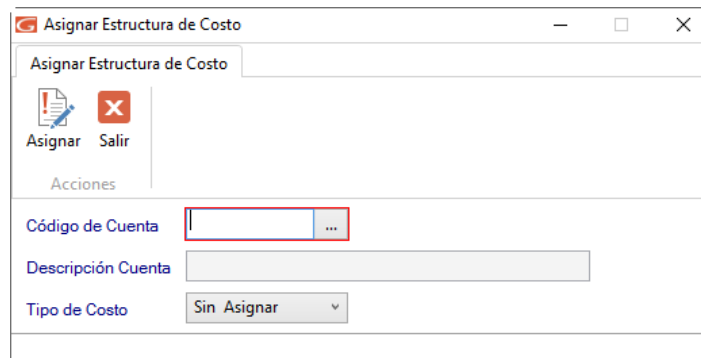 Asignar Estructura de Costo
Asignar Estructura de Costo
Asignar Salir
Acciones
Código de Cuenta ...
Descripción Cuenta
Tipo de Costo Sin Asignar